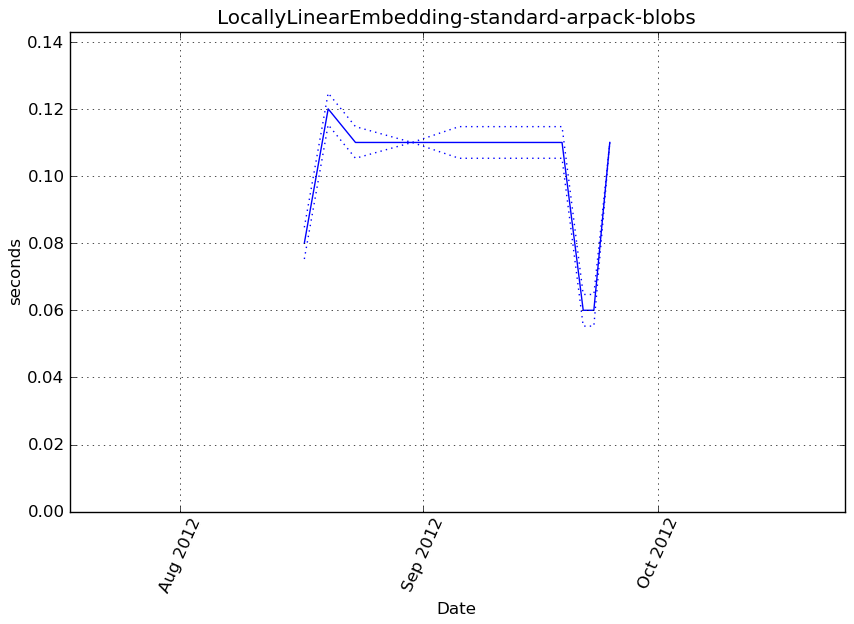 LocallyLinearEmbedding-standard-arpack-blobs
0.14
0.12
0.10
0.08
0.06
0.04
0.02
0.00
seconds
Aug 2012
Sep 2012
Oct 2012
Date